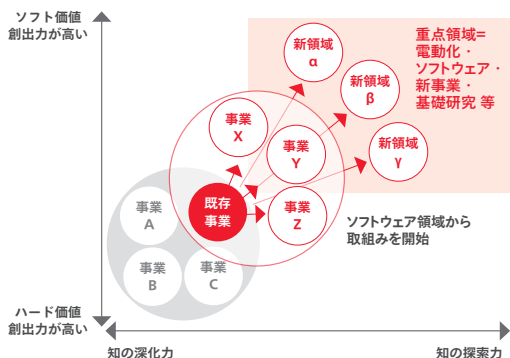 ソフト価値
創出力が高い
重点領域=
電動化・
ソフトウェア・
新事業・
基礎研究 等
新領域
α
新領域
β
新領域
γ
事業
X
事業
Y
事業
Z
既存
事業
事業
A
事業
B
事業
C
ソフトウェア領域から
取組みを開始
ハード価値
創出力が高い
知の深化力
知の探索力